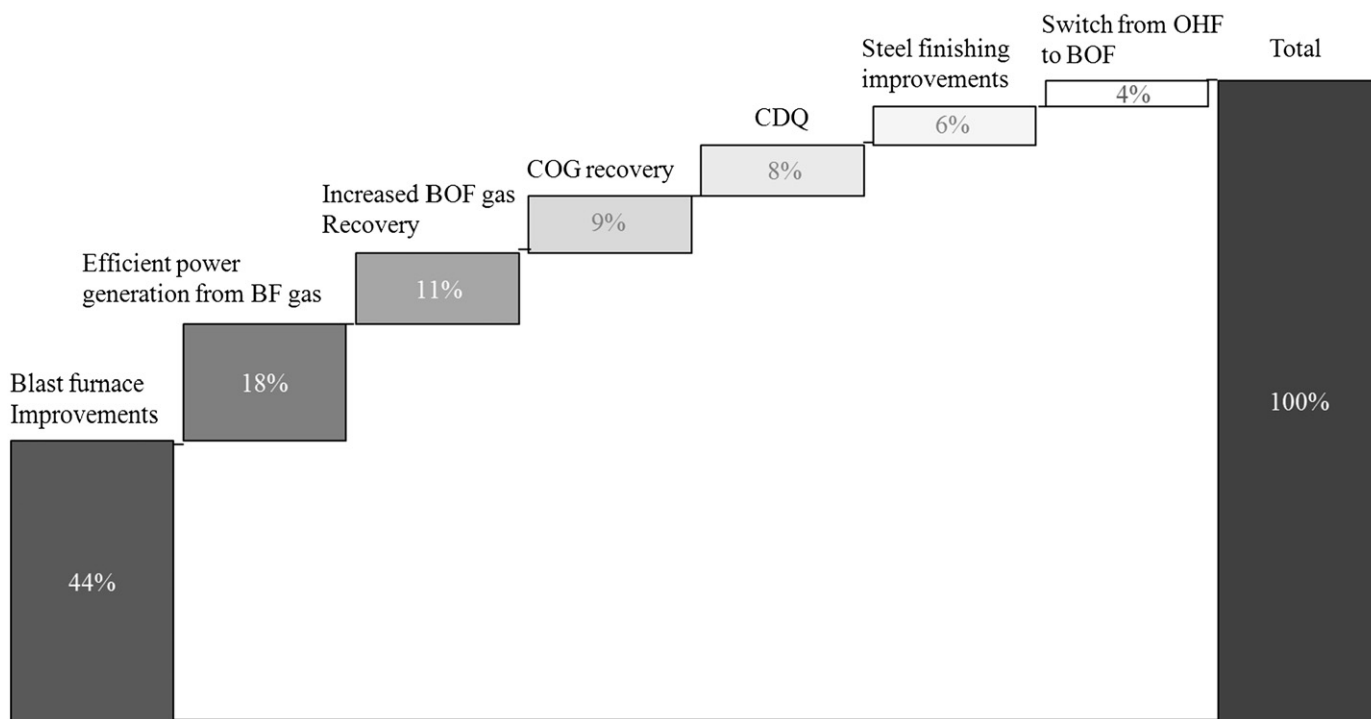 Switch from OHF
to BOF
Total
Steel finishing
improvements
4%
CDQ
6%
COG recovery
8%
Increased BOF gas
Recovery
9%
Efficient power
generation from BF gas
11%
Blast furnace
Improvements
18%
100%
44%